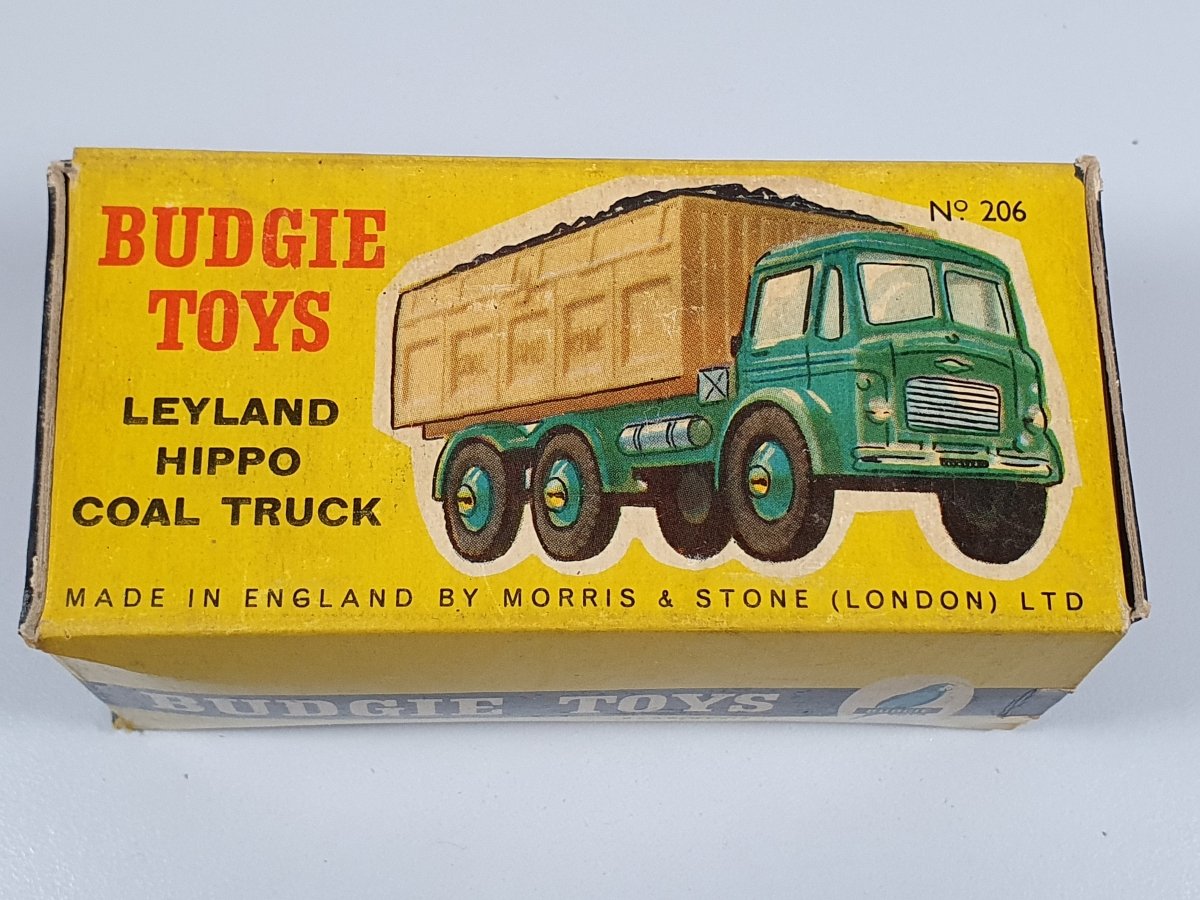 BUDGIE
TOYS
LEYLAND
HIPPO
COAL TRUCK
Nº 206
MADE IN ENGLAND BY MORRIS & STONE (LONDON) LTD
BUDGIE TOYS